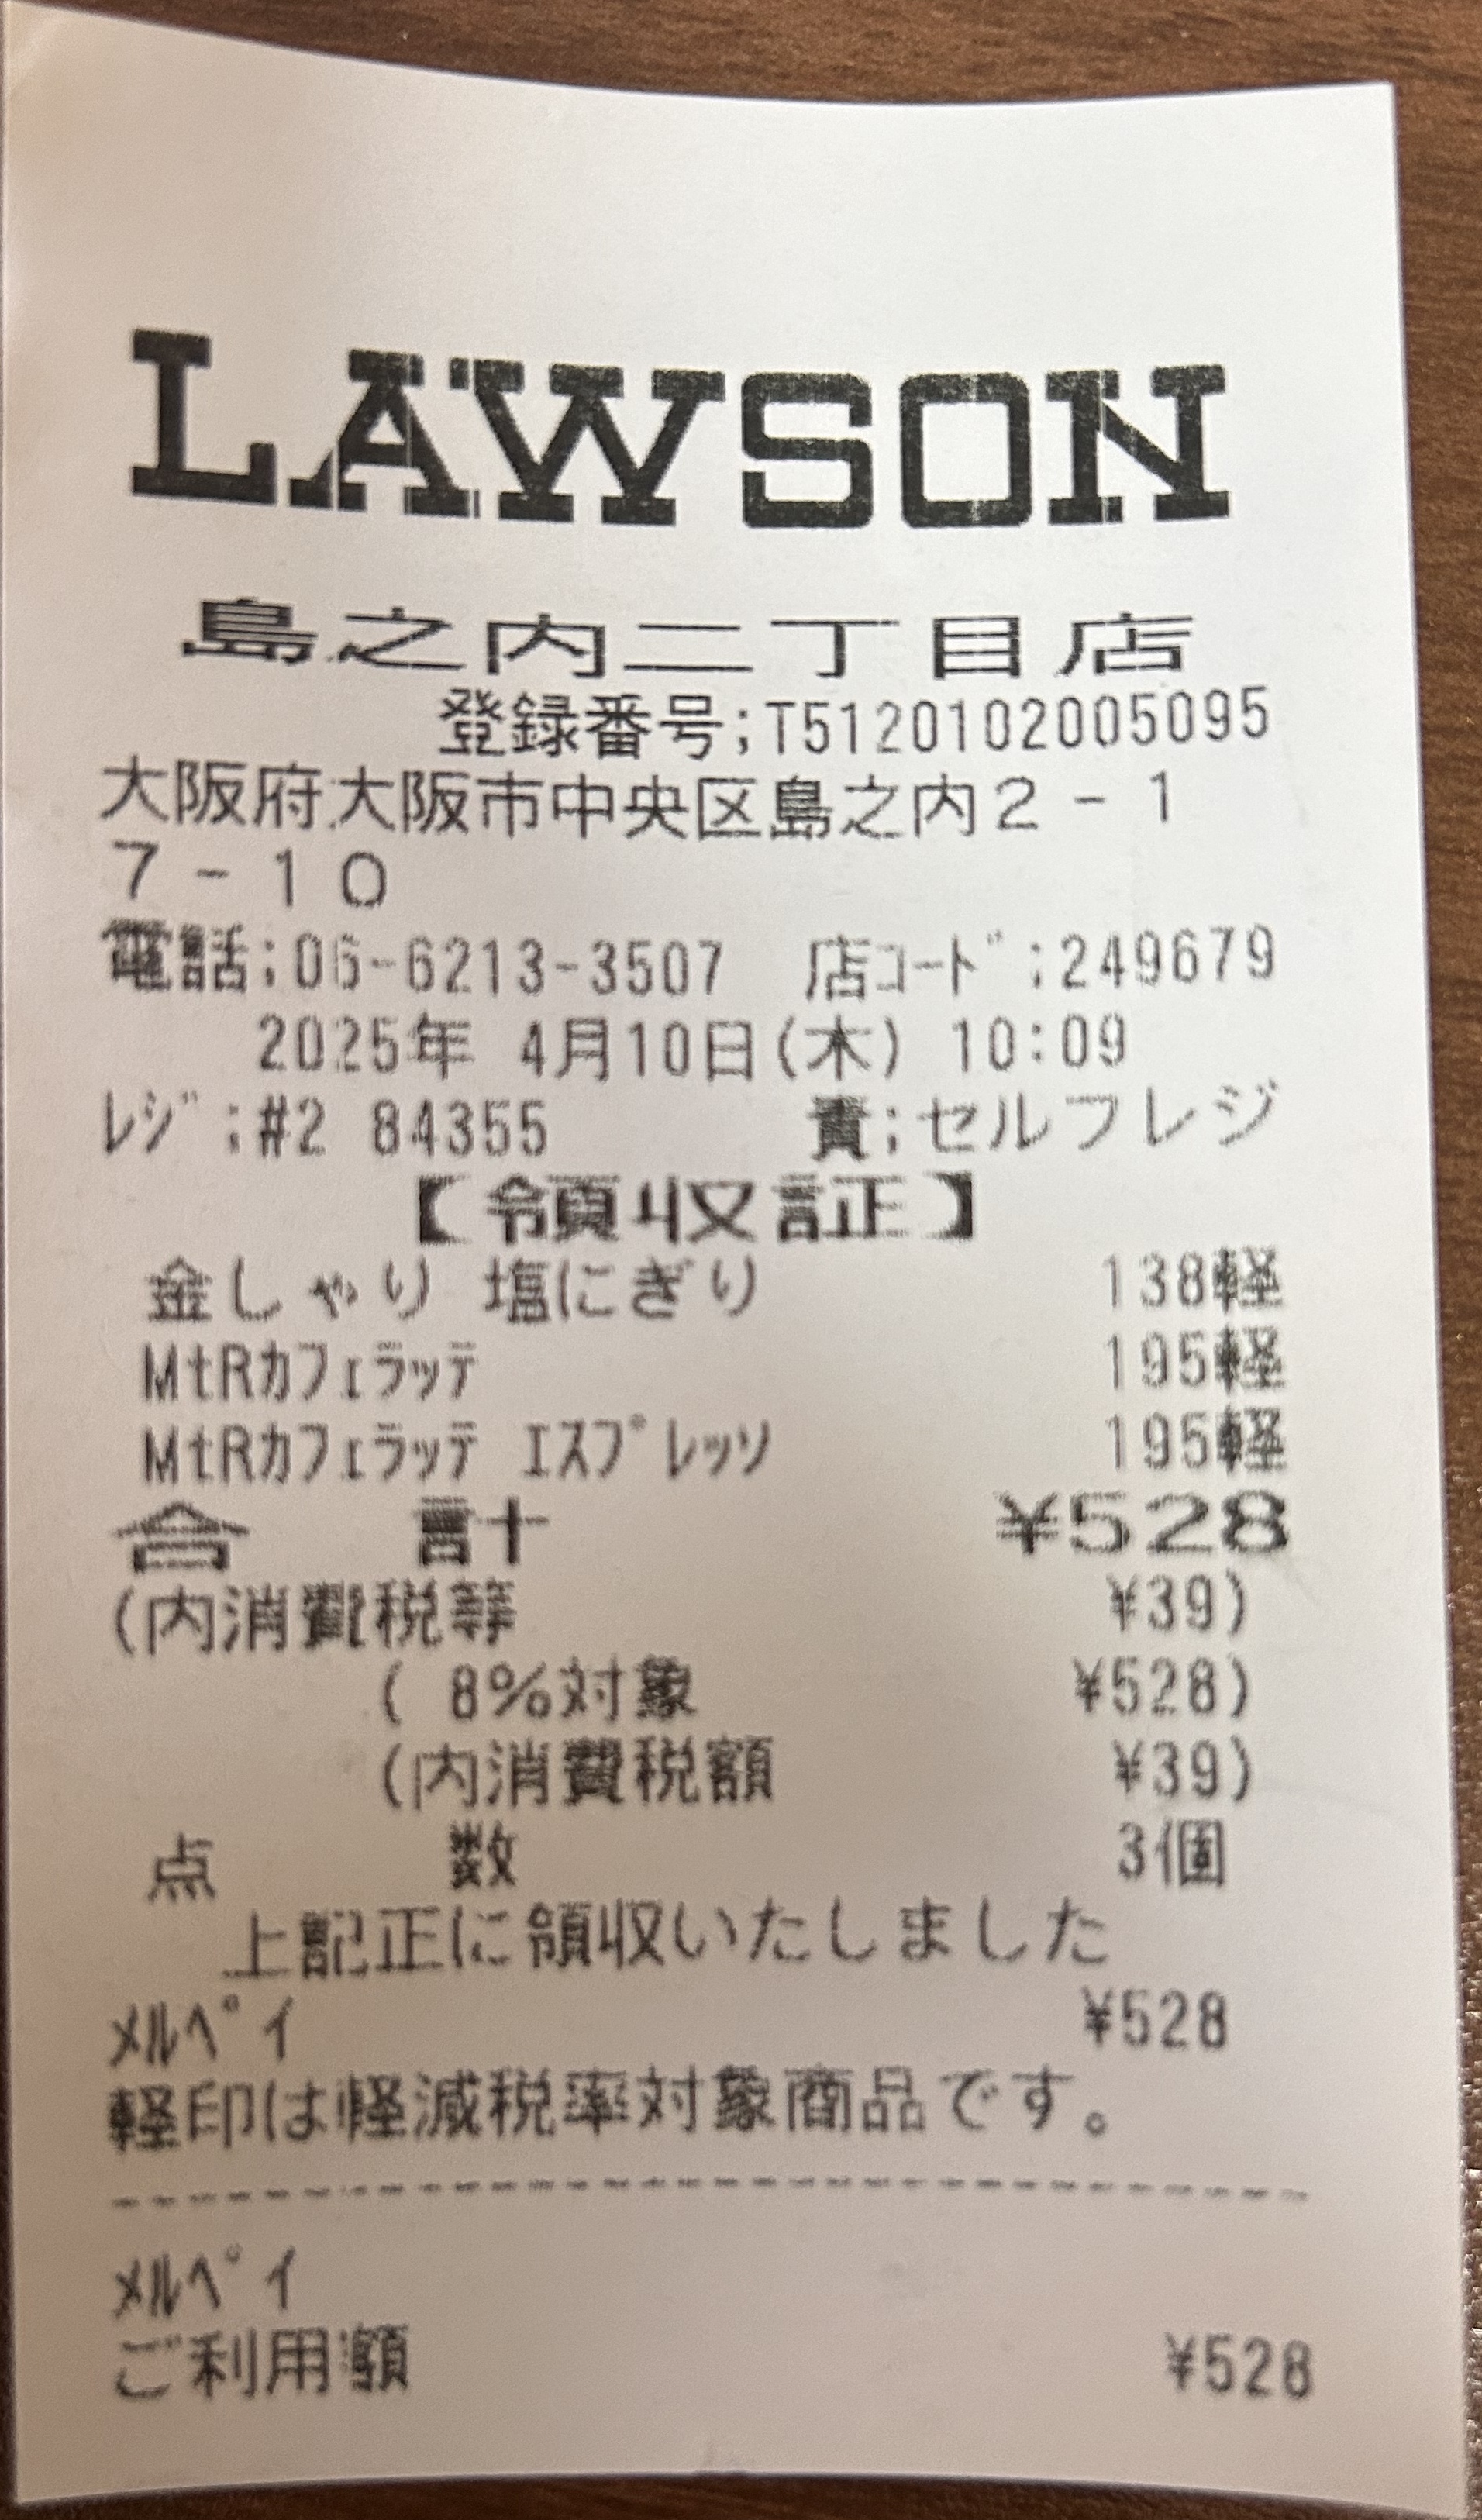 LAWSON
島之内二丁目店
登録番号;T5120102005095
大阪府大阪市中央区島之内2-1
7-10
電話;06-6213-3507 店コード;249679
2025年 4月10日(木) 10:09
レジ;#2 84355 責;セルフレジ
【領収証】
金しゃり 塩にぎり 138軽
MtRカフェラッテ 195軽
MtRカフェラッテ エスプレッソ 195軽
合 計 ¥528
(内消費税等 ¥39)
( 8%対象 ¥528)
(内消費税額 ¥39)
点 数 3個
上記正に領収いたしました
メルペイ ¥528
軽印は軽減税率対象商品です。
--------------------------------
メルペイ
ご利用額 ¥528